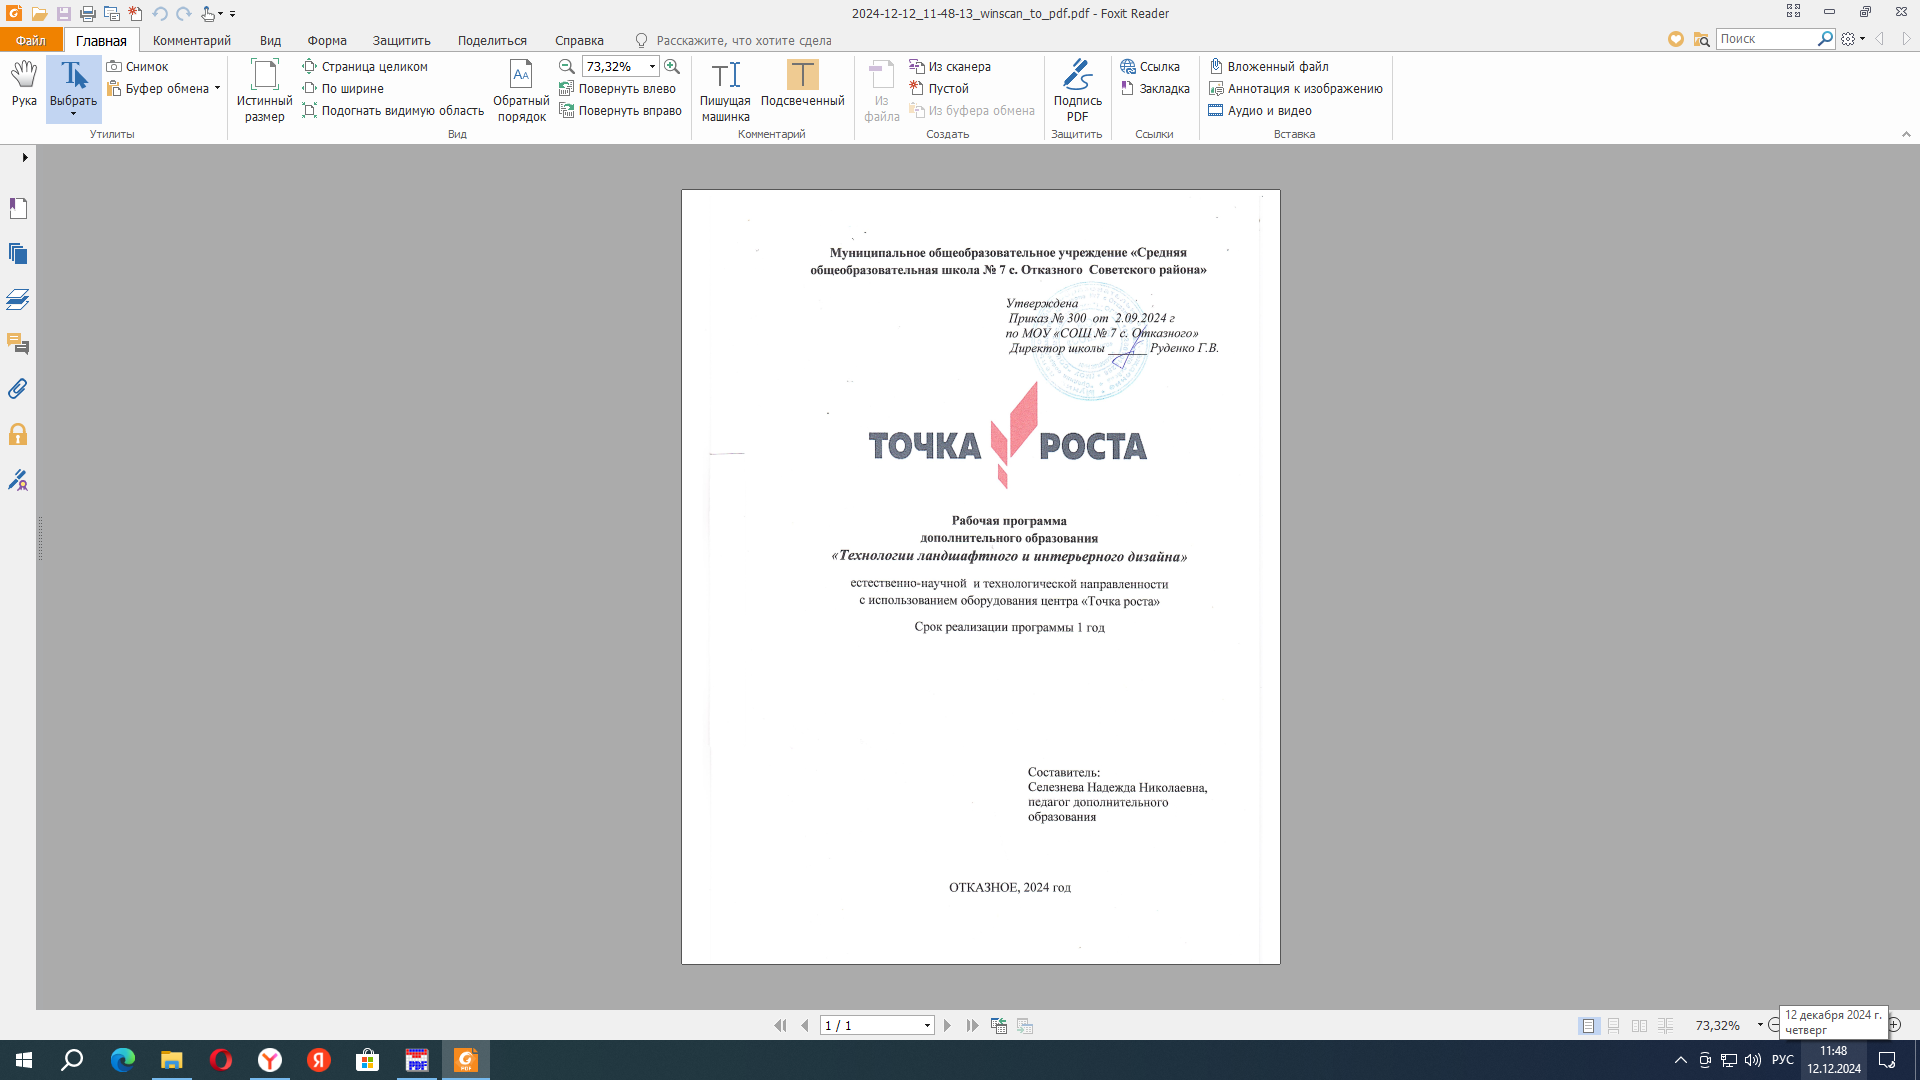 2024-12-12_11-48-13_winscan_to_pdf.pdf - Foxit Reader
Файл Главная Комментарий Вид Форма Защитить Поделиться Справка Расскажите, что хотите сдела Поиск
Рука
Выбрать
Снимок
Буфер обмена
Утилиты
Истинный размер
Страница целиком
По ширине
Подогнать видимую область
Обратный порядок
73,32%
Повернуть влево
Повернуть вправо
Вид
Пишущая машинка
Подсвеченный
Комментарий
Из файла
Из сканера
Пустой
Из буфера обмена
Создать
Подпись PDF
Защитить
Ссылка
Закладка
Ссылки
Вложенный файл
Аннотация к изображению
Аудио и видео
Вставка
Муниципальное общеобразовательное учреждение «Средняя
общеобразовательная школа № 7 с. Отказного Советского района»
Утверждена
Приказ № 300 от 2.09.2024 г
по МОУ «СОШ № 7 с. Отказного»
Директор школы ______ Руденко Г.В.
ТОЧКА РОСТА
Рабочая программа
дополнительного образования
«Технологии ландшафтного и интерьерного дизайна»
естественно-научной и технологической направленности
с использованием оборудования центра «Точка роста»
Срок реализации программы 1 год
Составитель:
Селезнева Надежда Николаевна,
педагог дополнительного
образования
ОТКАЗНОЕ, 2024 год
1 / 1
73,32%
12 декабря 2024 г.
четверг
РУС
11:48
12.12.2024